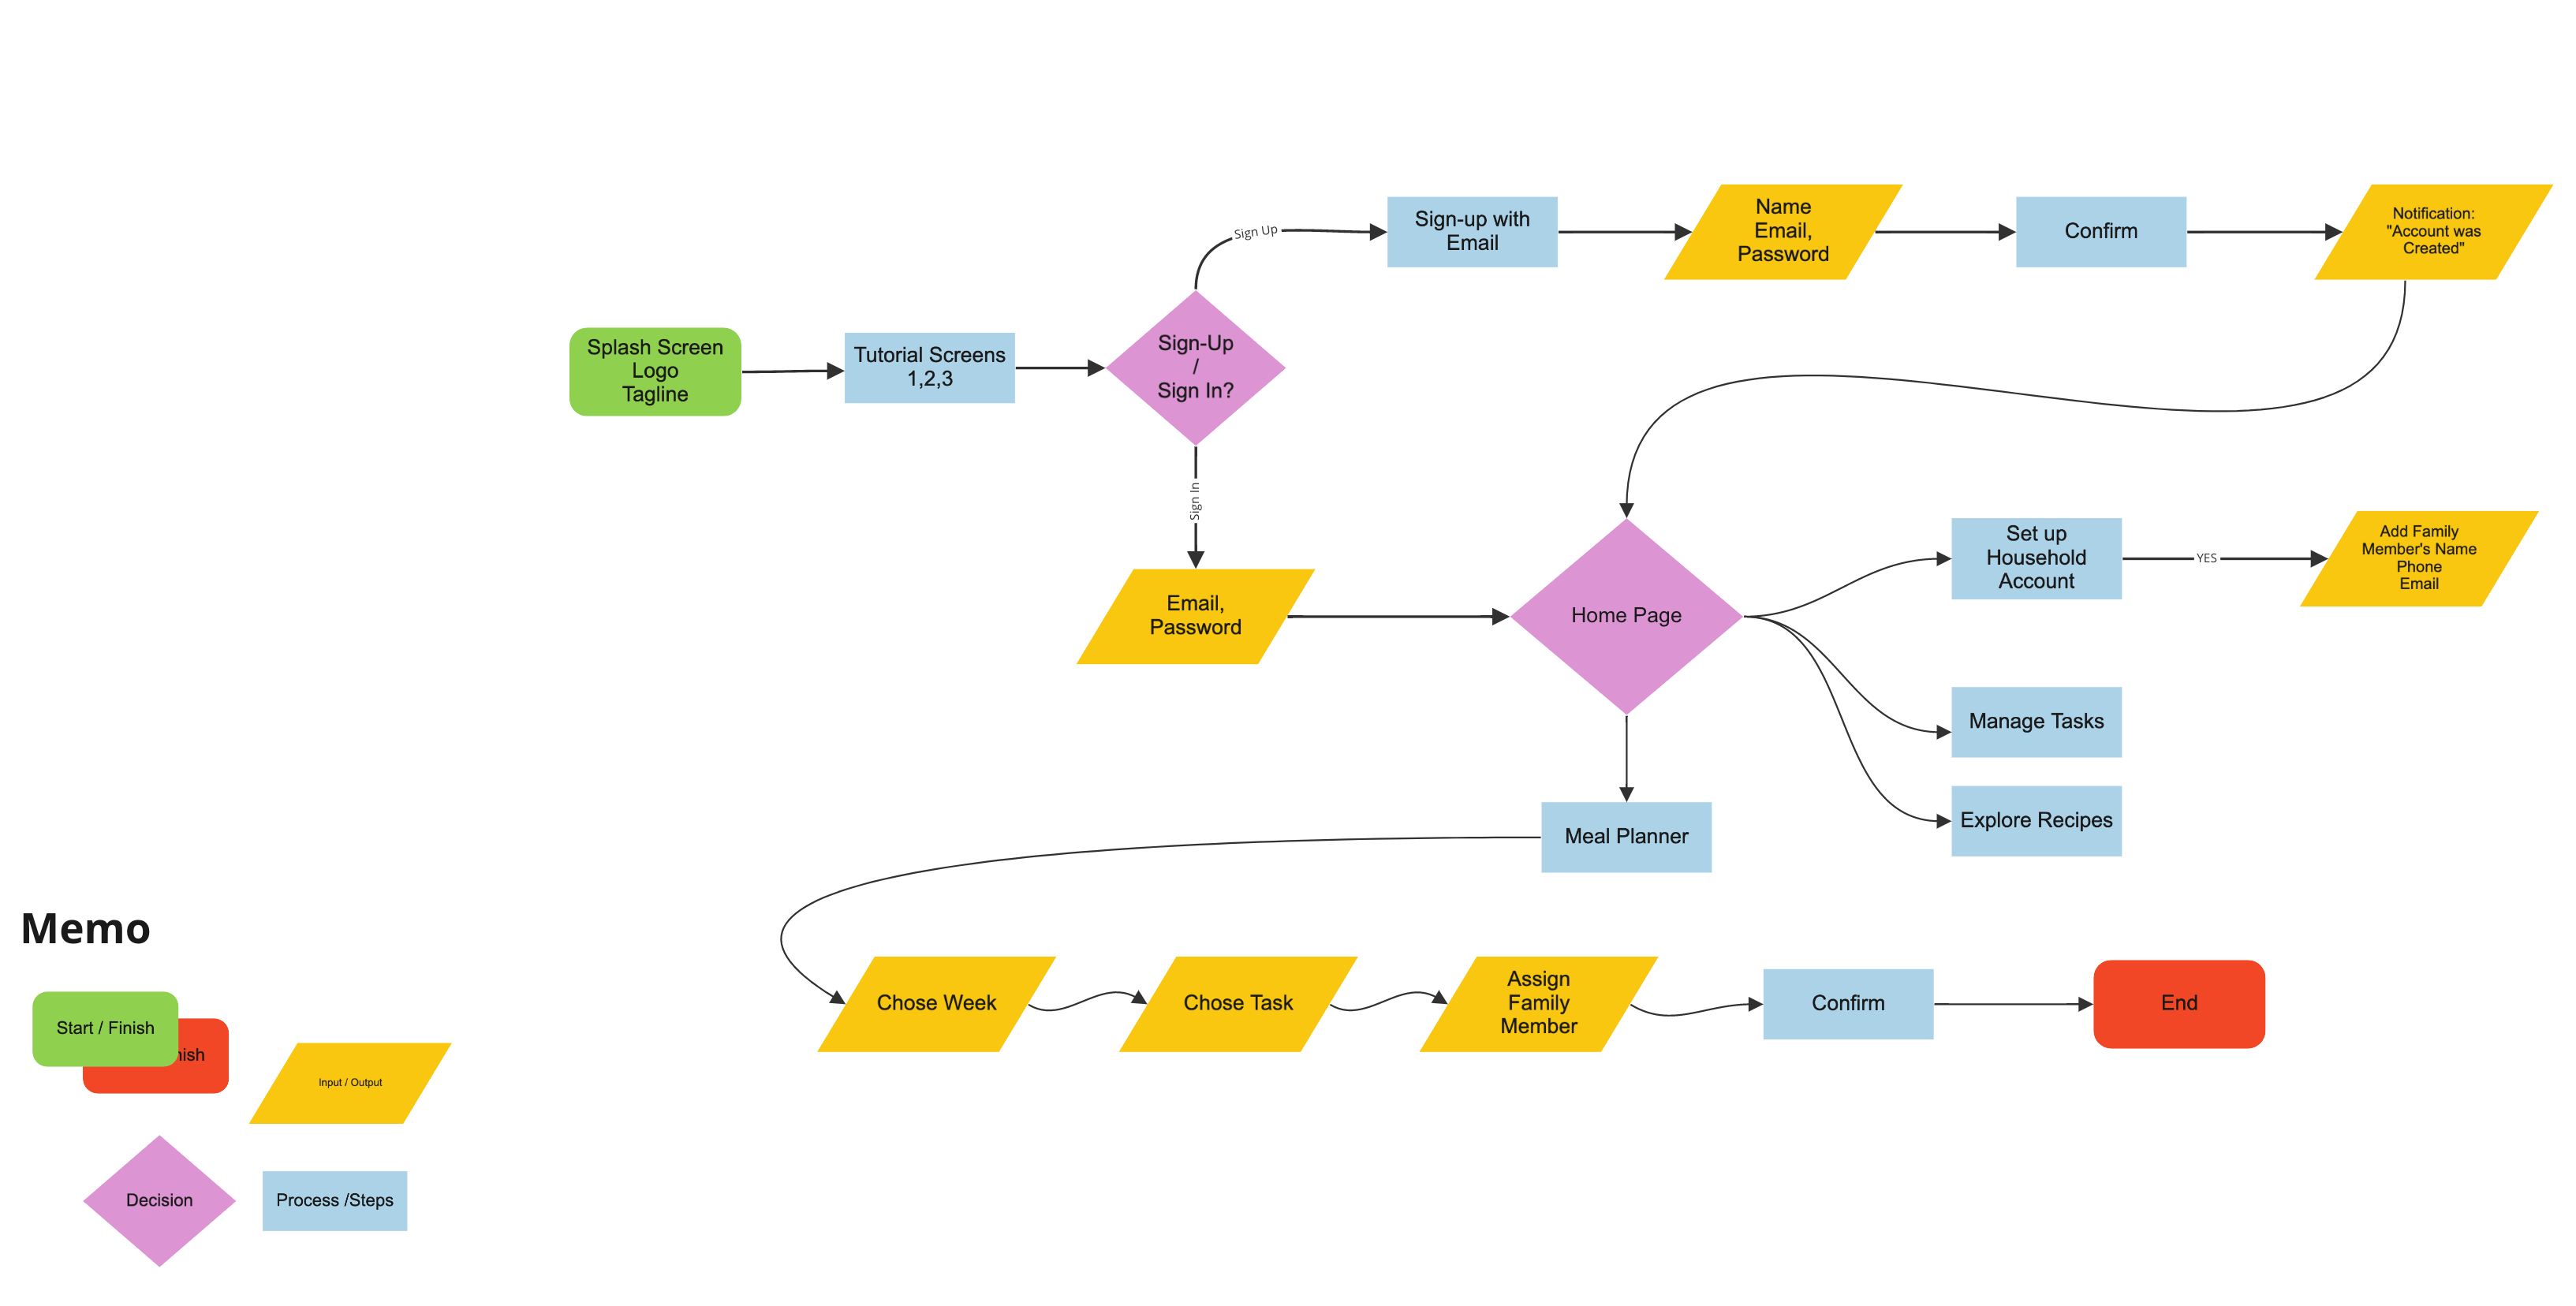 Sign Up
Sign-up with
Email
Name
Email,
Password
Confirm
Notification:
"Account was
Created"
Splash Screen
Logo
Tagline
Tutorial Screens
1,2,3
Sign-Up
/
Sign In?
Sign In
Email,
Password
Home Page
Set up
Household
Account
YES
Add Family
Member's Name
Phone
Email
Manage Tasks
Explore Recipes
Meal Planner
Chose Week
Chose Task
Assign
Family
Member
Confirm
End
Memo
Start / Finish
nish
Input / Output
Decision
Process /Steps